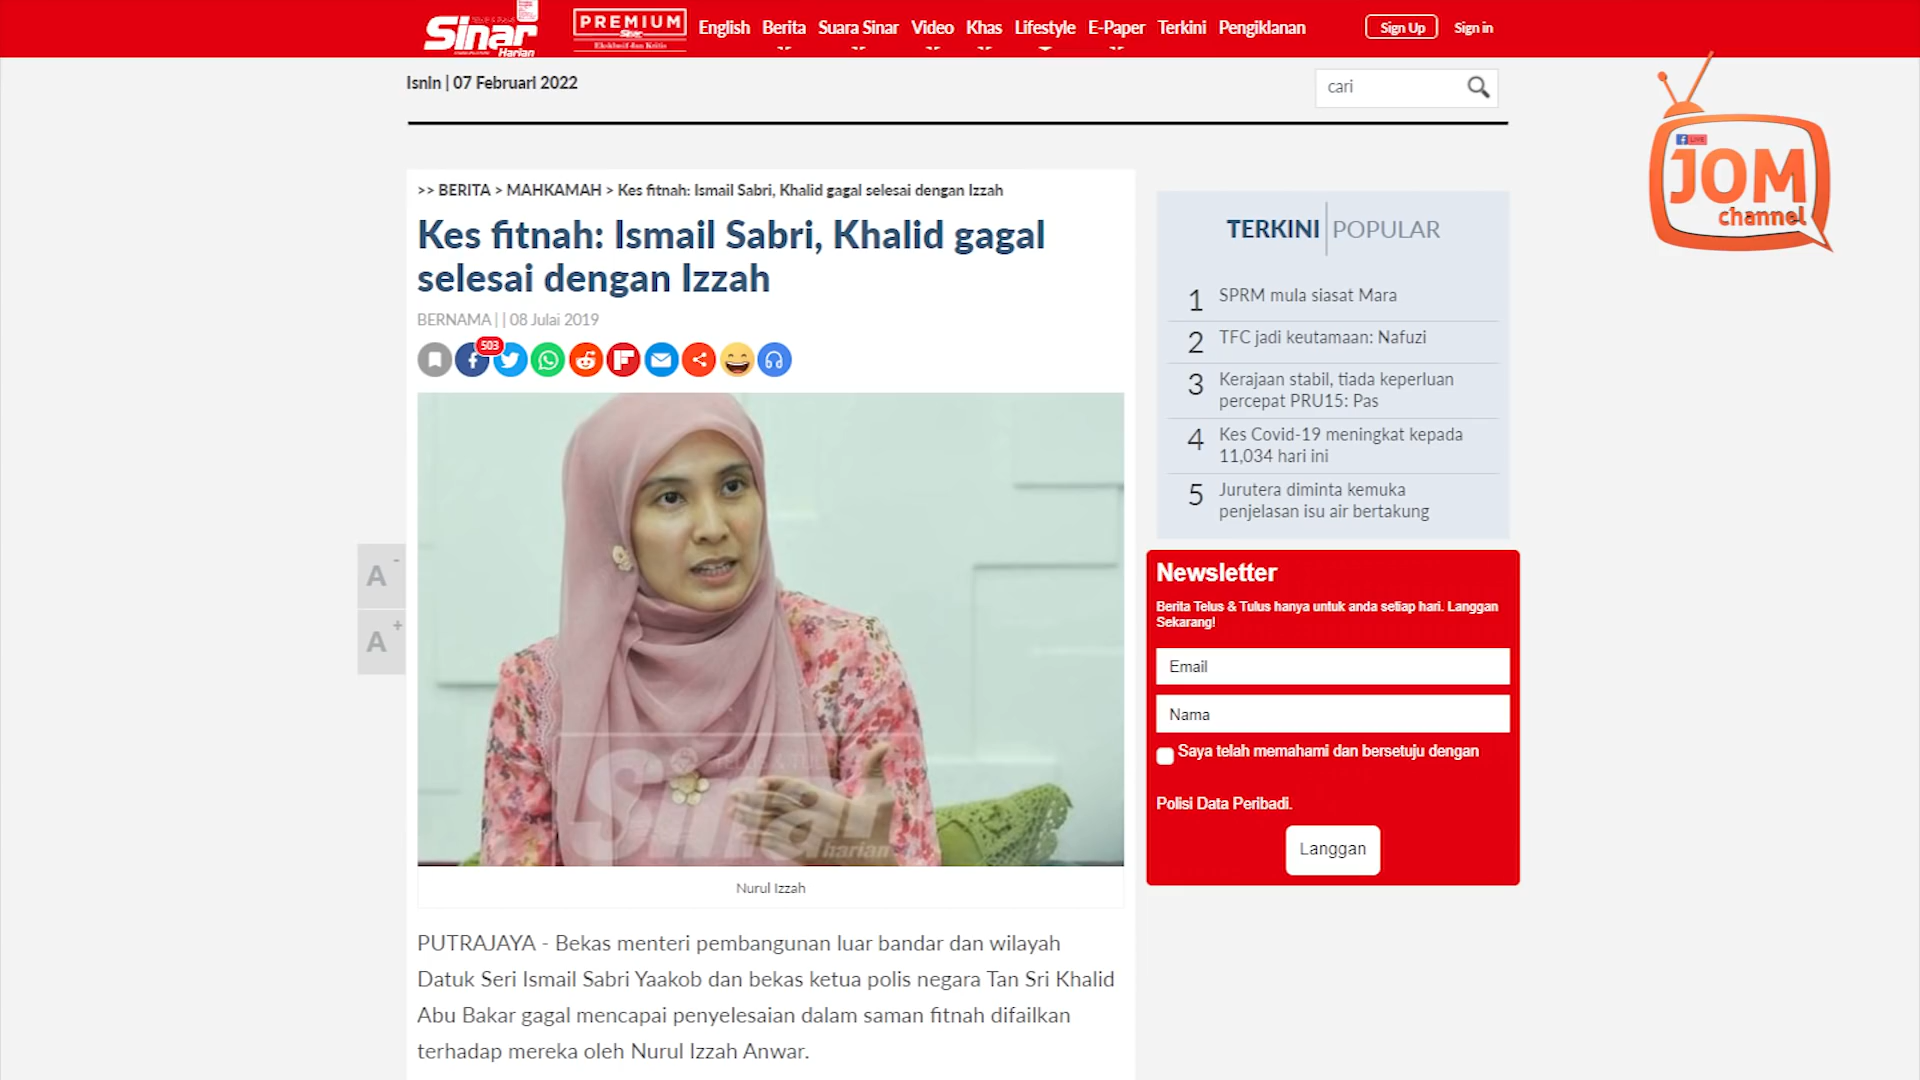 Sinar
Harian
PREMIUM
Sinar
Eksklusif dan Kritis
English Berita Suara Sinar Video Khas Lifestyle E-Paper Terkini Pengiklanan
Sign Up Sign in
Isnin | 07 Februari 2022
cari
LIVE
JOM
channel
>> BERITA > MAHKAMAH > Kes fitnah: Ismail Sabri, Khalid gagal selesai dengan Izzah
Kes fitnah: Ismail Sabri, Khalid gagal
selesai dengan Izzah
BERNAMA | | 08 Julai 2019
503
A -
A +
Sinar
harian
Nurul Izzah
PUTRAJAYA - Bekas menteri pembangunan luar bandar dan wilayah
Datuk Seri Ismail Sabri Yaakob dan bekas ketua polis negara Tan Sri Khalid
Abu Bakar gagal mencapai penyelesaian dalam saman fitnah difailkan
terhadap mereka oleh Nurul Izzah Anwar.
TERKINI POPULAR
1 SPRM mula siasat Mara
2 TFC jadi keutamaan: Nafuzi
3 Kerajaan stabil, tiada keperluan
percepat PRU15: Pas
4 Kes Covid-19 meningkat kepada
11,034 hari ini
5 Jurutera diminta kemuka
penjelasan isu air bertakung
Newsletter
Berita Telus & Tulus hanya untuk anda setiap hari. Langgan
Sekarang!
Email
Nama
Saya telah memahami dan bersetuju dengan
Polisi Data Peribadi.
Langgan